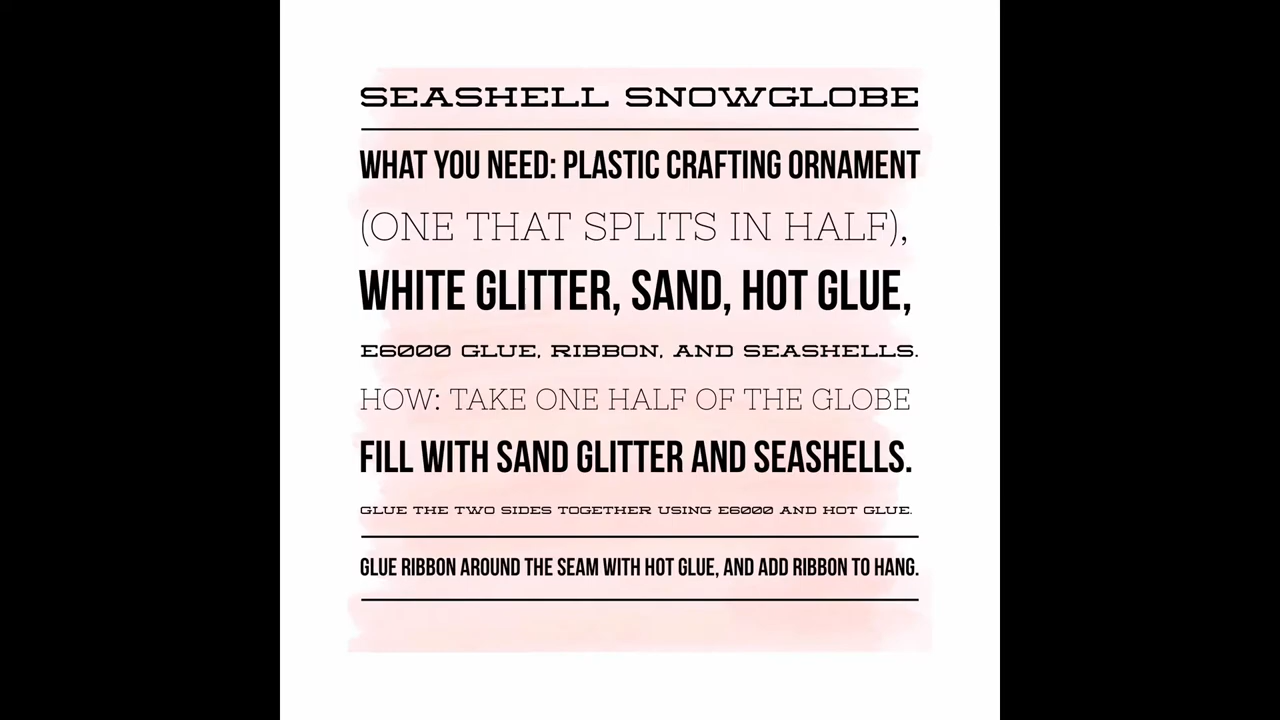 SEASHELL SNOWGLOBE
WHAT YOU NEED: PLASTIC CRAFTING ORNAMENT
(ONE THAT SPLITS IN HALF),
WHITE GLITTER, SAND, HOT GLUE,
E6000 GLUE, RIBBON, AND SEASHELLS.
HOW: TAKE ONE HALF OF THE GLOBE
FILL WITH SAND GLITTER AND SEASHELLS.
GLUE THE TWO SIDES TOGETHER USING E6000 AND HOT GLUE.
GLUE RIBBON AROUND THE SEAM WITH HOT GLUE, AND ADD RIBBON TO HANG.